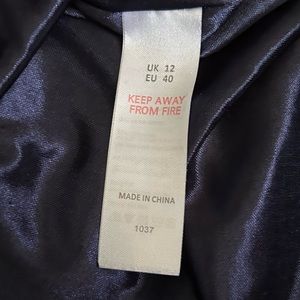 UK 12
EU 40
KEEP AWAY
FROM FIRE
MADE IN CHINA
1037